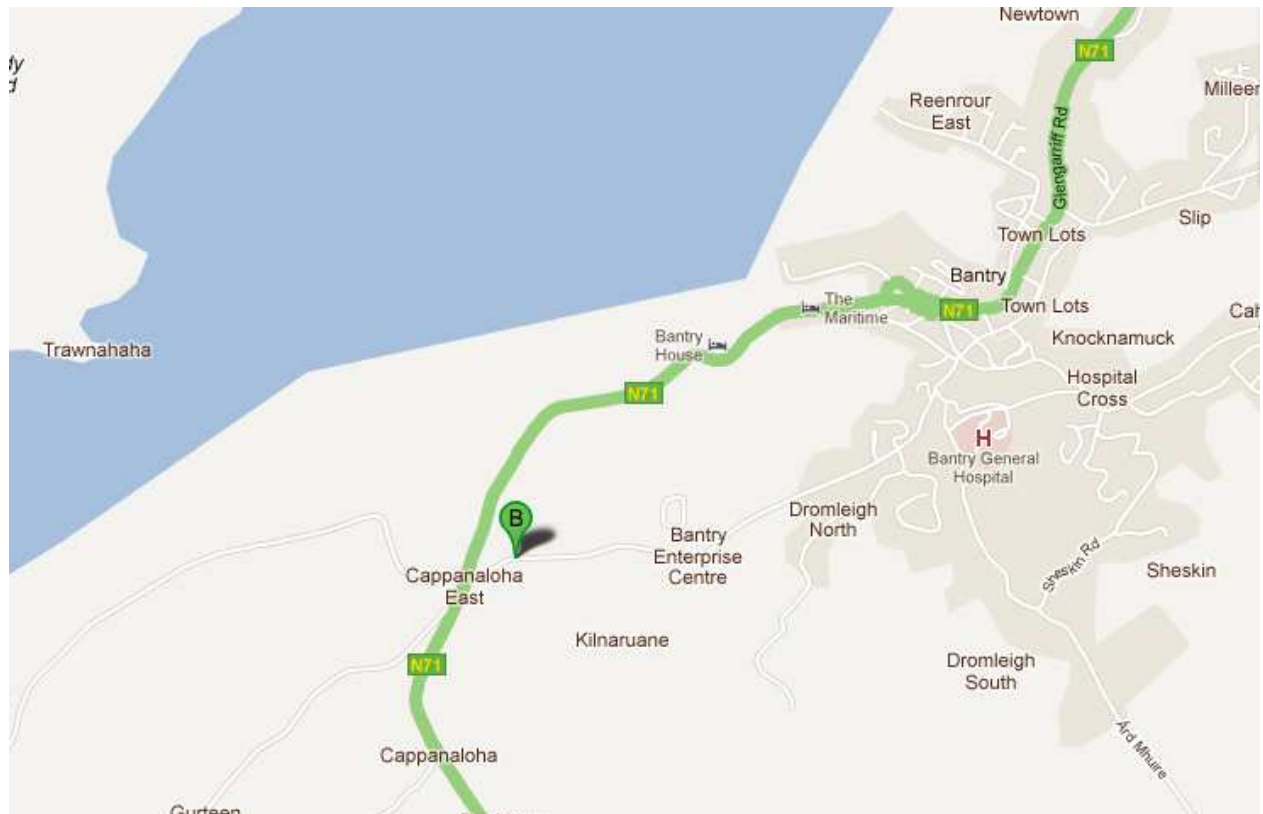 Newtown
N71
Milleen
Reenrour
East
Glengarriff Rd
Slip
Town Lots
Bantry
The
Maritime
N71
Town Lots
Bantry
House
Knocknamuck
Trawnahaha
Hospital
Cross
N71
H
Bantry General
Hospital
B
Dromleigh
North
Bantry
Enterprise
Centre
Sheskin Rd
Sheskin
Cappanaloha
East
Kilnaruane
N71
Dromleigh
South
Árd Mhuire
Cappanaloha
Gurteen